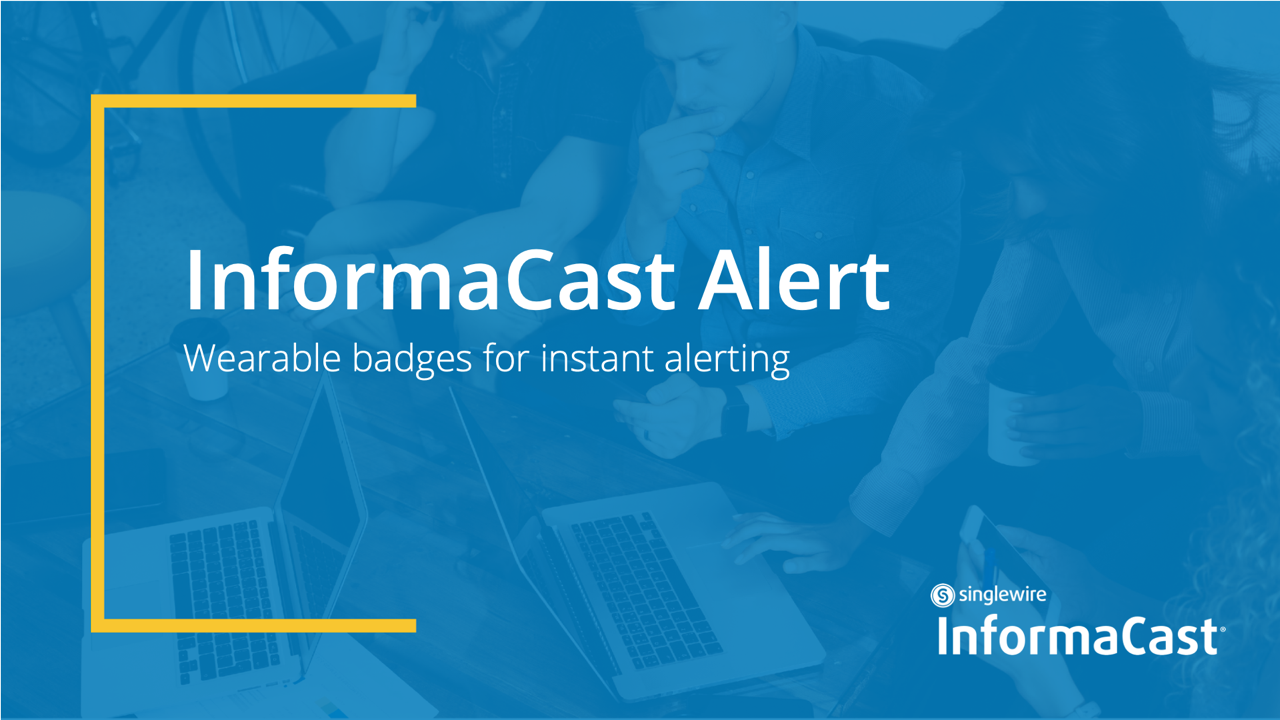 InformaCast Alert
Wearable badges for instant alerting
singlewire
InformaCast®